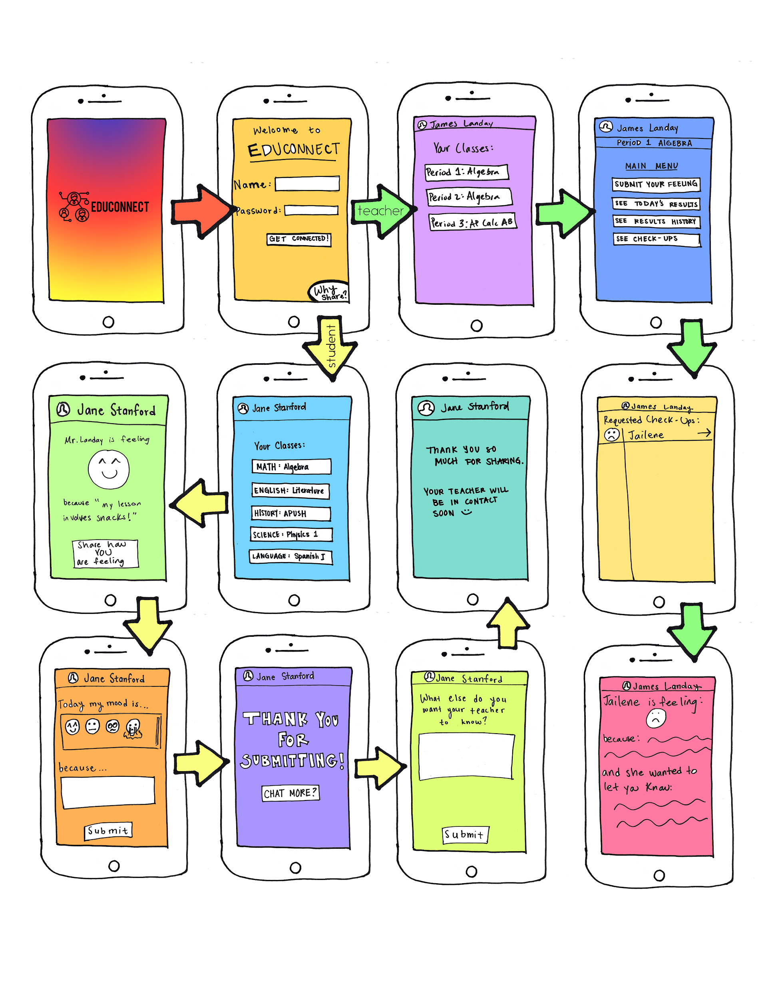 EDUCONNECT
Welcome to
EDUCONNECT
Name:
Password:
GET CONNECTED!
Why
Share?
teacher
James Landay
Your Classes:
Period 1: Algebra
Period 2: Algebra
Period 3: AP Calc AB
James Landay
PERIOD 1 ALGEBRA
MAIN MENU
SUBMIT YOUR FEELING
SEE TODAY'S RESULTS
SEE RESULTS HISTORY
SEE CHECK-UPS
student
Jane Stanford
Mr. Landay is feeling
because "my lesson
involves snacks!"
Share how
YOU
are feeling
Jane Stanford
Your Classes:
MATH: Algebra
ENGLISH: Literature
HISTORY: APUSH
SCIENCE: Physics 1
LANGUAGE: Spanish I
Jane Stanford
THANK YOU SO
MUCH FOR SHARING.
YOUR TEACHER WILL
BE IN CONTACT
SOON
James Landay
Requested Check-Ups:
Jailene
Jane Stanford
Today my mood is...
because...
Submit
Jane Stanford
THANK YOU
FOR
SUBMITTING!
CHAT MORE?
Jane Stanford
What else do you
want your teacher
to know?
Submit
James Landay
Jailene is feeling:
because:
and she wanted to
let you know: